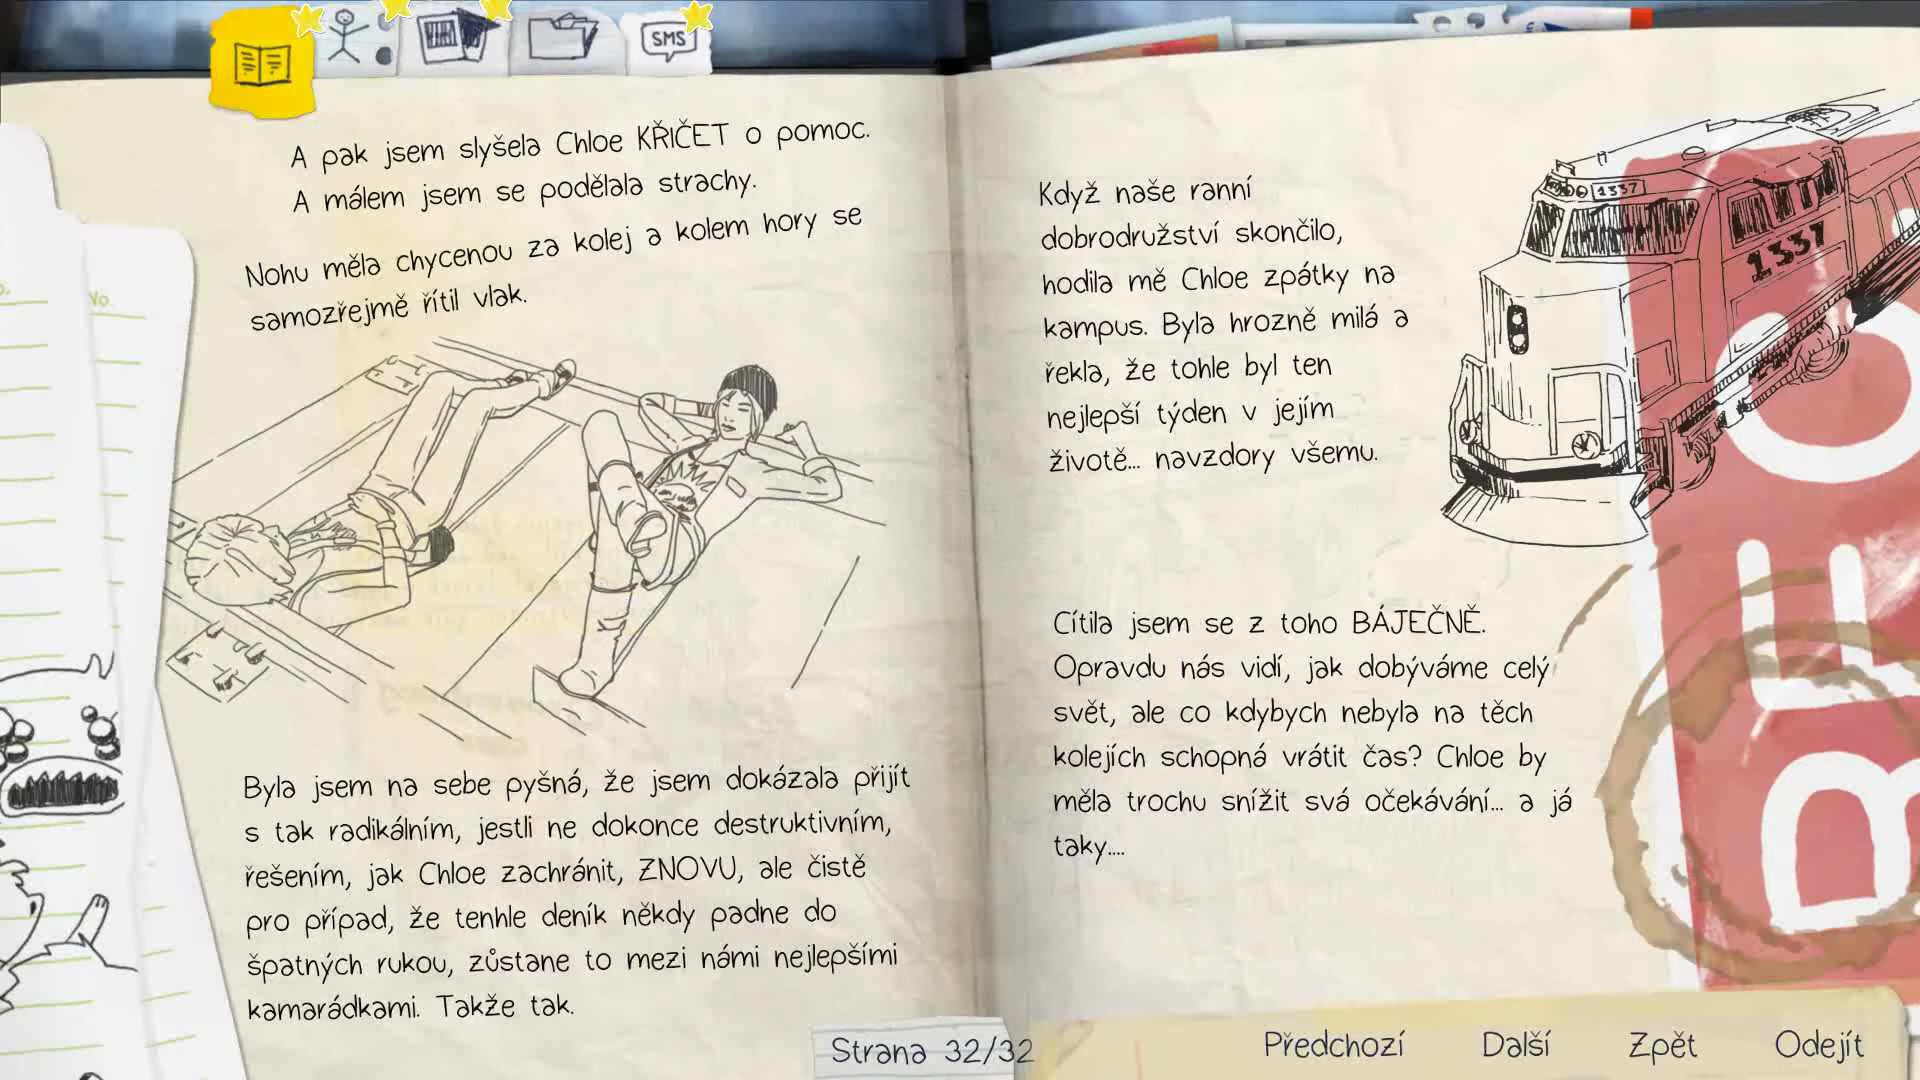 SMS
A pak jsem slyšela Chloe KŘIČET o pomoc.
A málem jsem se podělala strachy.
Nohu měla chycenou za kolej a kolem hory se
samozřejmě řítil vlak.
Byla jsem na sebe pyšná, že jsem dokázala přijít
s tak radikálním, jestli ne dokonce destruktivním,
řešením, jak Chloe zachránit, ZNOVU, ale čistě
pro případ, že tenhle deník někdy padne do
špatných rukou, zůstane to mezi námi nejlepšími
kamarádkami. Takže tak.
No.
Když naše ranní
dobrodružství skončilo,
hodila mě Chloe zpátky na
kampus. Byla hrozně milá a
řekla, že tohle byl ten
nejlepší týden v jejím
životě... navzdory všemu.
1337
1337
Cítila jsem se z toho BÁJEČNĚ.
Opravdu nás vidí, jak dobýváme celý
svět, ale co kdybych nebyla na těch
kolejích schopná vrátit čas? Chloe by
měla trochu snížit svá očekávání... a já
taky....
Strana 32/32
Předchozí
Další
Zpět
Odejít